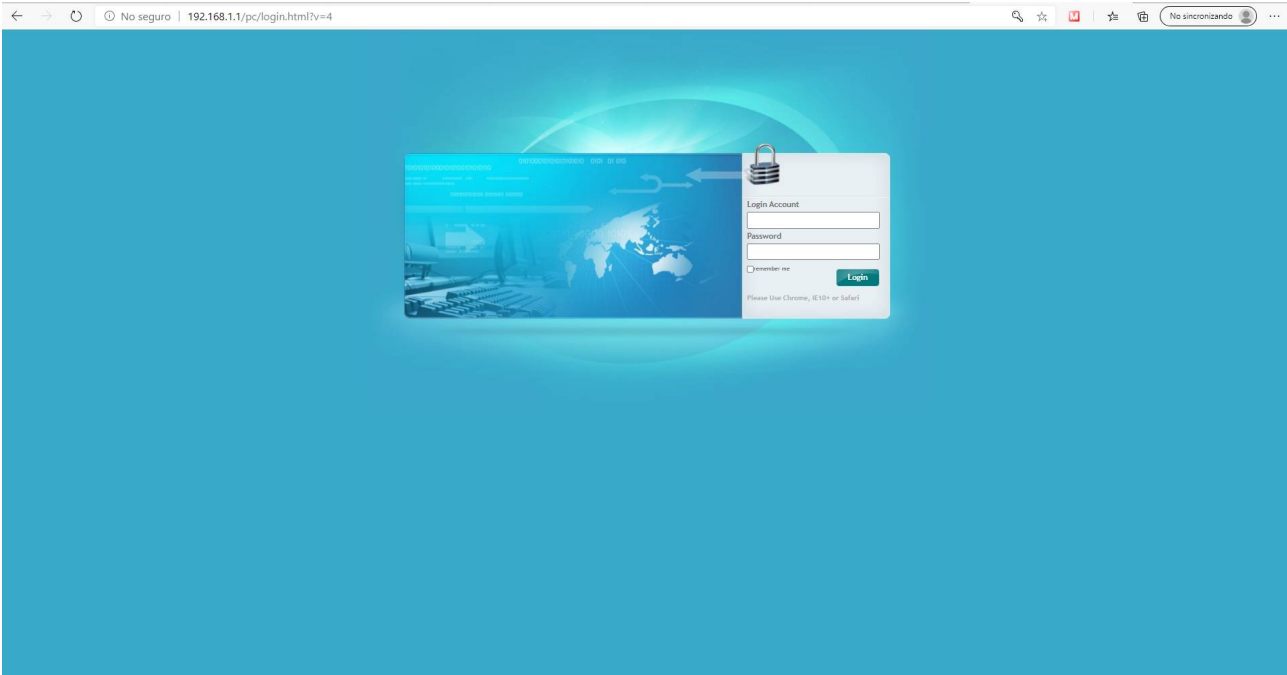 No seguro | 192.168.1.1/pc/login.html?v=4
No sincronizando
Login Account
Password
remember me
Login
Please Use Chrome, IE10+ or Safari